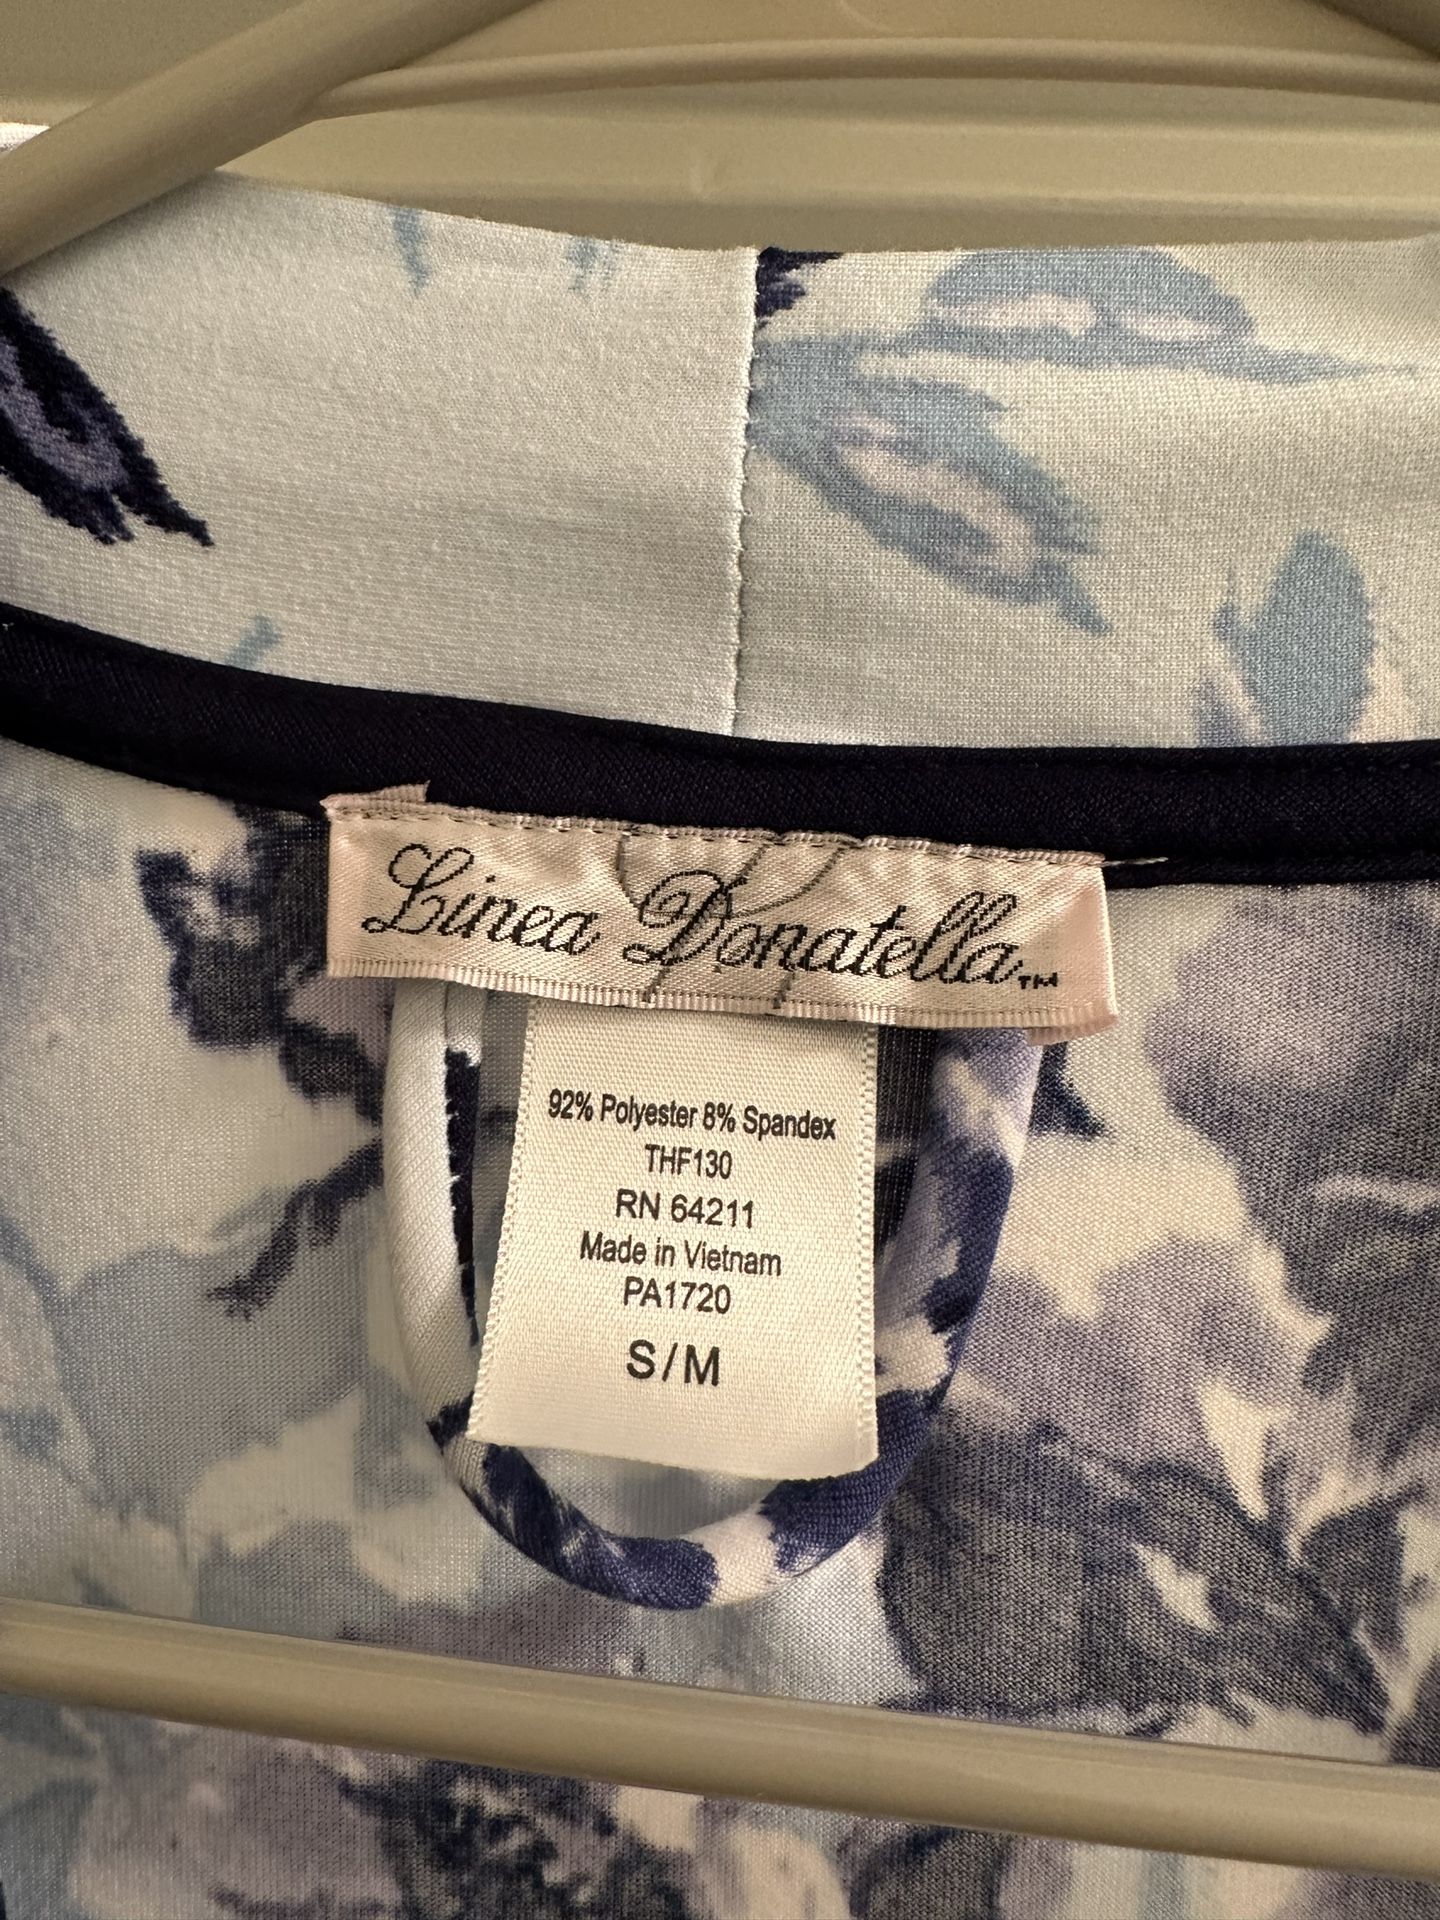 Linea Donatella™
92% Polyester 8% Spandex
THF130
RN 64211
Made in Vietnam
PA1720
S/M